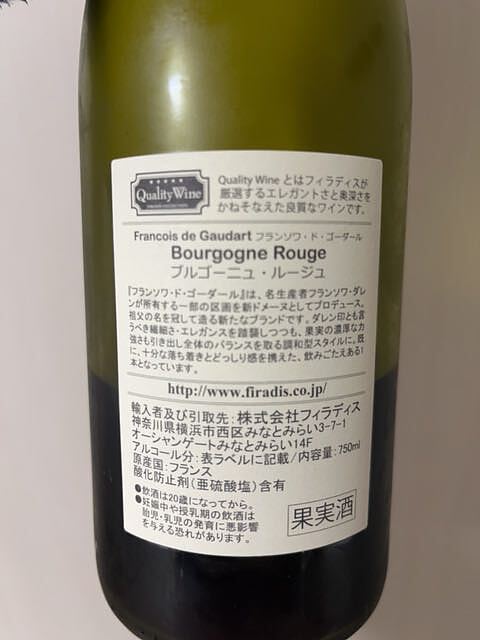 Quality Wine
Quality Wine とはフィラディスが
厳選するエレガントさと奥深さを
かねそなえた良質なワインです。
Francois de Gaudart フランソワ・ド・ゴーダール
Bourgogne Rouge
ブルゴーニュ・ルージュ
『フランソワ・ド・ゴーダール』は、名生産者フランソワ・ダレ
ンが所有する一部の区画を新ドメーヌとしてプロデュース。
祖父の名を冠して造る新たなブランドです。ダレン印とも言
うべき繊細さ・エレガンスを踏襲しつつも、果実の濃厚な力
強さも引き出し全体のバランスを取る調和型スタイルに。既
に、十分な落ち着きとどっしり感を携えた、飲みごたえある1
本となっています。
http://www.firadis.co.jp/
輸入者及び引取先：株式会社フィラディス
神奈川県横浜市西区みなとみらい3-7-1
オーシャンゲートみなとみらい14F
アルコール分：表ラベルに記載/内容量：750ml
原産国：フランス
酸化防止剤（亜硫酸塩）含有
●飲酒は20歳になってから。
●妊娠中や授乳期の飲酒は
胎児・乳児の発育に悪影響
を与える恐れがあります。
果実酒